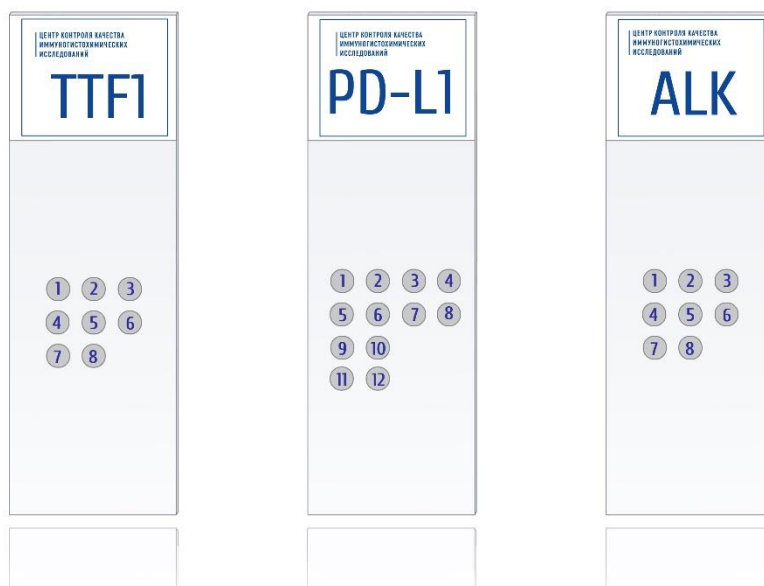 ЦЕНТР КОНТРОЛЯ КАЧЕСТВА
ИММУНОГИСТОХИМИЧЕСКИХ
ИССЛЕДОВАНИЙ
TTF1
1 2 3
4 5 6
7 8
ЦЕНТР КОНТРОЛЯ КАЧЕСТВА
ИММУНОГИСТОХИМИЧЕСКИХ
ИССЛЕДОВАНИЙ
PD-L1
1 2 3 4
5 6 7 8
9 10
11 12
ЦЕНТР КОНТРОЛЯ КАЧЕСТВА
ИММУНОГИСТОХИМИЧЕСКИХ
ИССЛЕДОВАНИЙ
ALK
1 2 3
4 5 6
7 8